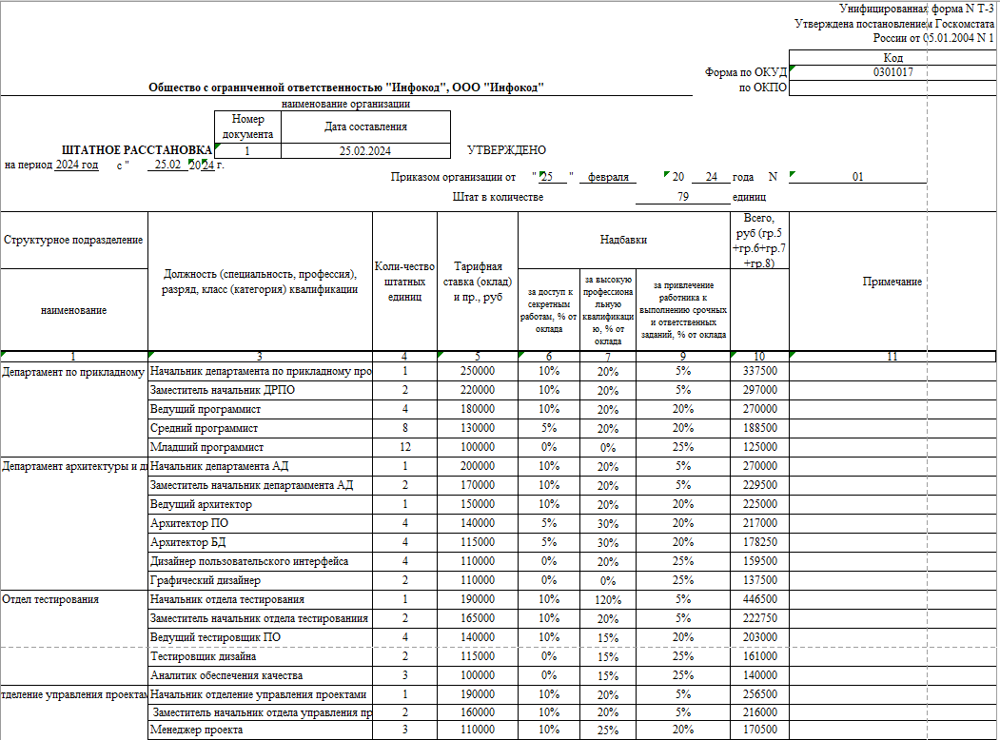 Унифицированная форма N Т-3
Утверждена постановлением Госкомстата
России от 05.01.2004 N 1
Код
Форма по ОКУД 0301017
Общество с ограниченной ответственностью "Инфокод", ООО "Инфокод" по ОКПО
наименование организации
Номер документа Дата составления
ШТАТНОЕ РАССТАНОВКА 1 25.02.2024 УТВЕРЖДЕНО
на период 2024 год с " 25.02 2024 г.
Приказом организации от " 25 " февраля 20 24 года N 01
Штат в количестве 79 единиц
Структурное подразделение
наименование
Должность (специальность, профессия),
разряд, класс (категория) квалификации
Коли-чество
штатных
единиц
Тарифная
ставка (оклад)
и пр., руб
Надбавки
за доступ к
секретным
работам, % от
оклада
за высокую
профессиона
льную
квалификаци
ю, % от
оклада
за привлечение
работника к
выполнению срочных
и ответственных
заданий, % от оклада
Всего,
руб (гр.5
+гр.6+гр.7
+гр.8)
Примечание
1 3 4 5 6 7 9 10 11
Департамент по прикладному Начальник департамента по прикладному про 1 250000 10% 20% 5% 337500
Заместитель начальник ДРПО 2 220000 10% 20% 5% 297000
Ведущий программист 4 180000 10% 20% 20% 270000
Средний программист 8 130000 5% 20% 20% 188500
Младший программист 12 100000 0% 0% 25% 125000
Департамент архитектуры и ди Начальник департамента АД 1 200000 10% 20% 5% 270000
Заместитель начальник департаммента АД 2 170000 10% 20% 5% 229500
Ведущий архитектор 1 150000 10% 20% 20% 225000
Архитектор ПО 4 140000 5% 30% 20% 217000
Архитектор БД 4 115000 5% 30% 20% 178250
Дизайнер пользовательского интерфейса 4 110000 0% 20% 25% 159500
Графический дизайнер 2 110000 0% 0% 25% 137500
Отдел тестирования Начальник отдела тестирования 1 190000 10% 120% 5% 446500
Заместитель начальник отдела тестированиия 2 165000 10% 20% 5% 222750
Ведущий тестировщик ПО 4 140000 10% 15% 20% 203000
Тестировщик дизайна 2 115000 0% 15% 25% 161000
Аналитик обеспечения качества 3 100000 0% 15% 25% 140000
тделение управления проектам Начальник отделение управления проектами 1 190000 10% 20% 5% 256500
Заместитель начальник отдела управления пр 2 160000 10% 20% 5% 216000
Менеджер проекта 3 110000 10% 25% 20% 170500